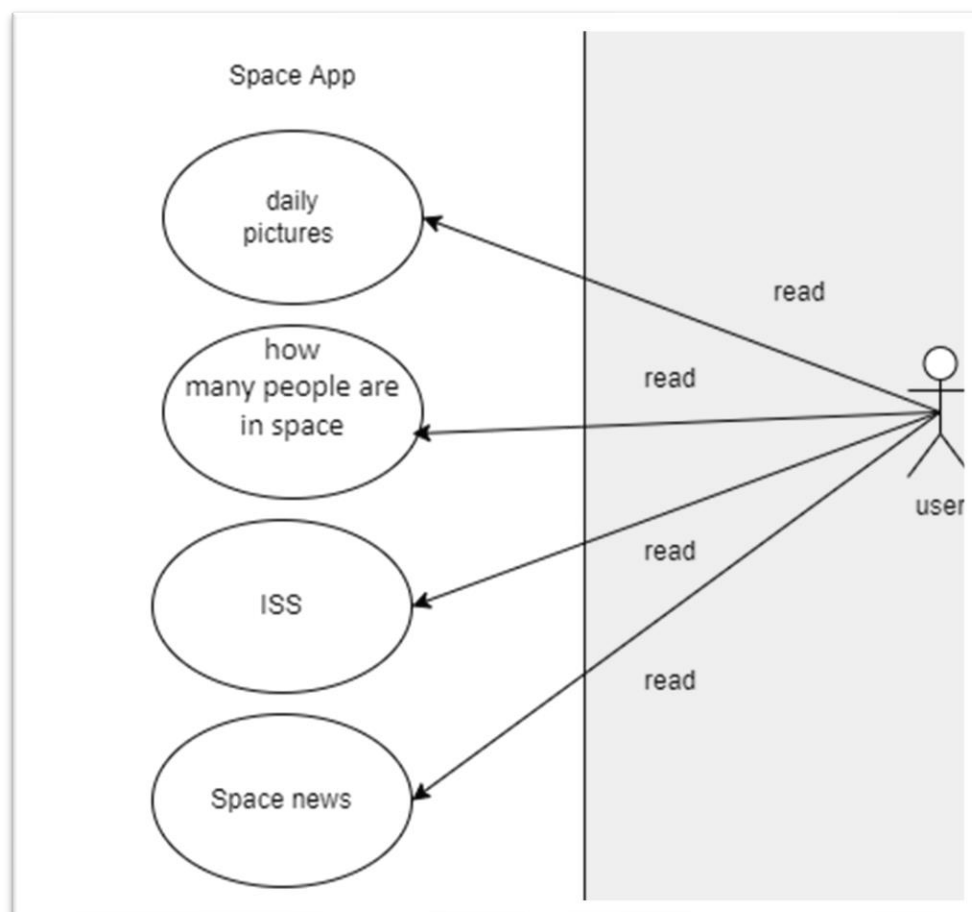 Space App
daily
pictures
read
how
many people are
in space
read
user
ISS
read
Space news
read